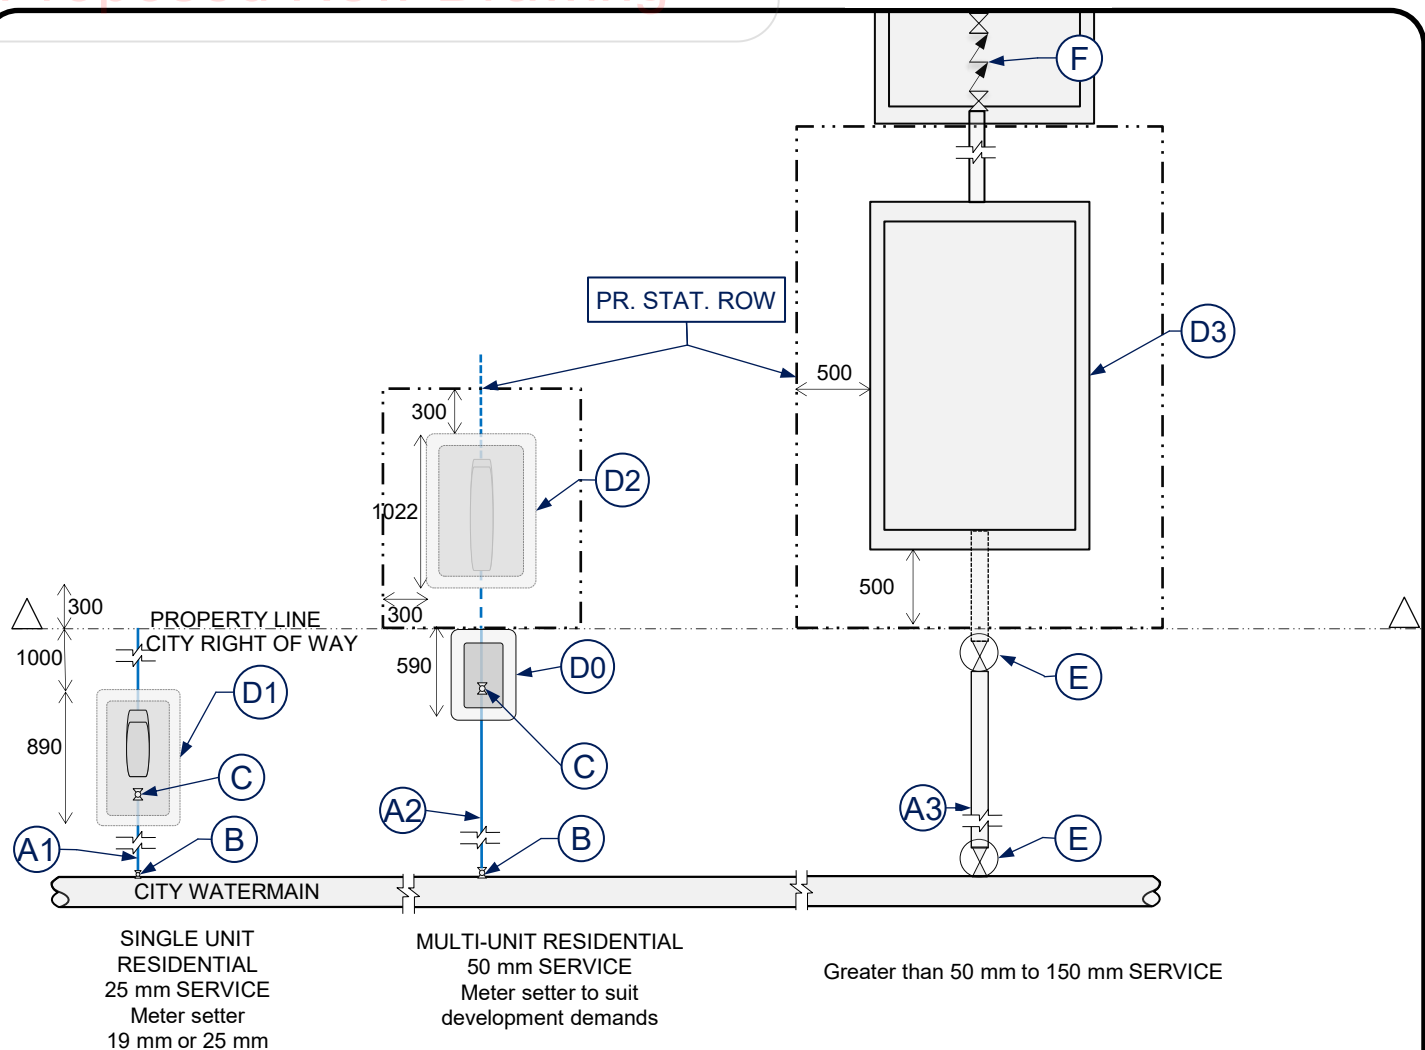 F
PR. STAT. ROW
D3
500
300
D2
1022
300
500
300
PROPERTY LINE
CITY RIGHT OF WAY
1000
590
D0
E
D1
890
C
C
A2
A3
A1
B
B
E
CITY WATERMAIN
SINGLE UNIT
RESIDENTIAL
25 mm SERVICE
Meter setter
19 mm or 25 mm
MULTI-UNIT RESIDENTIAL
50 mm SERVICE
Meter setter to suit
development demands
Greater than 50 mm to 150 mm SERVICE